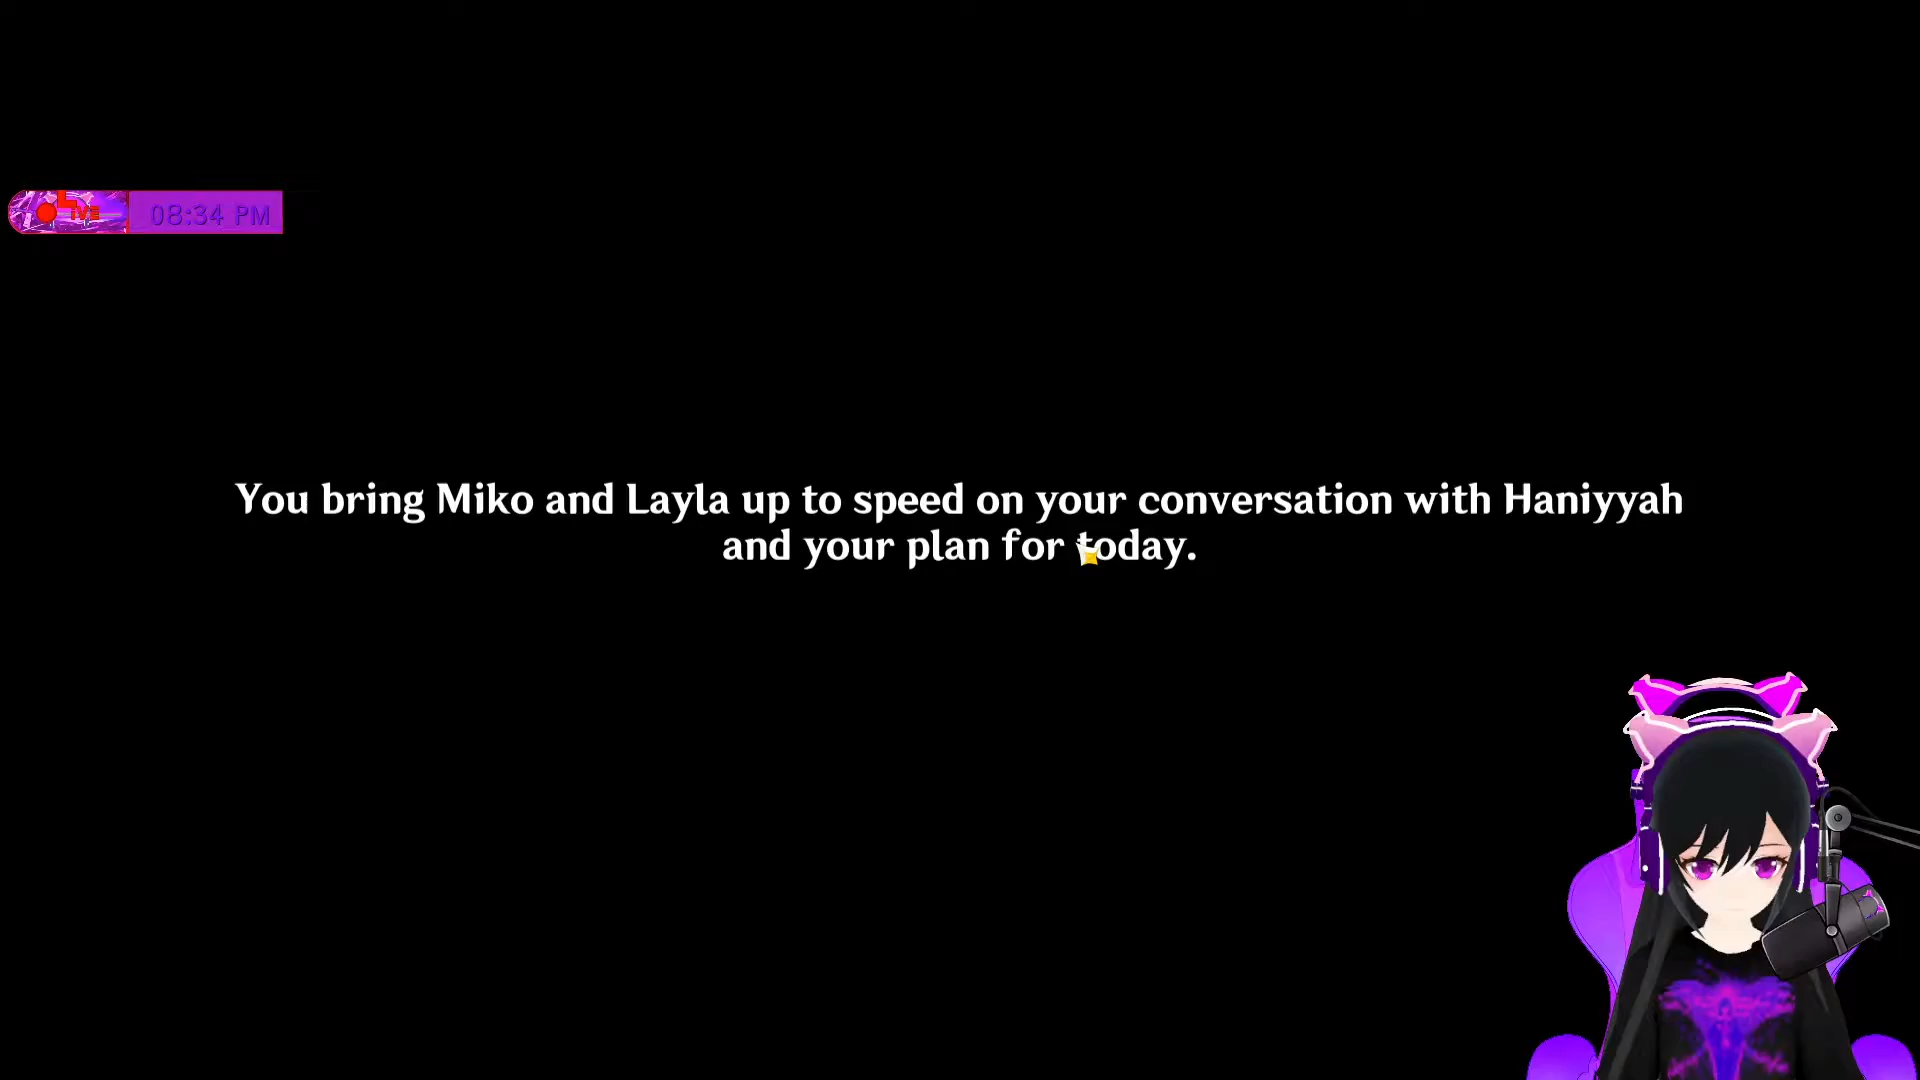 LIVE
08:34 PM
You bring Miko and Layla up to speed on your conversation with Haniyyah
and your plan for today.